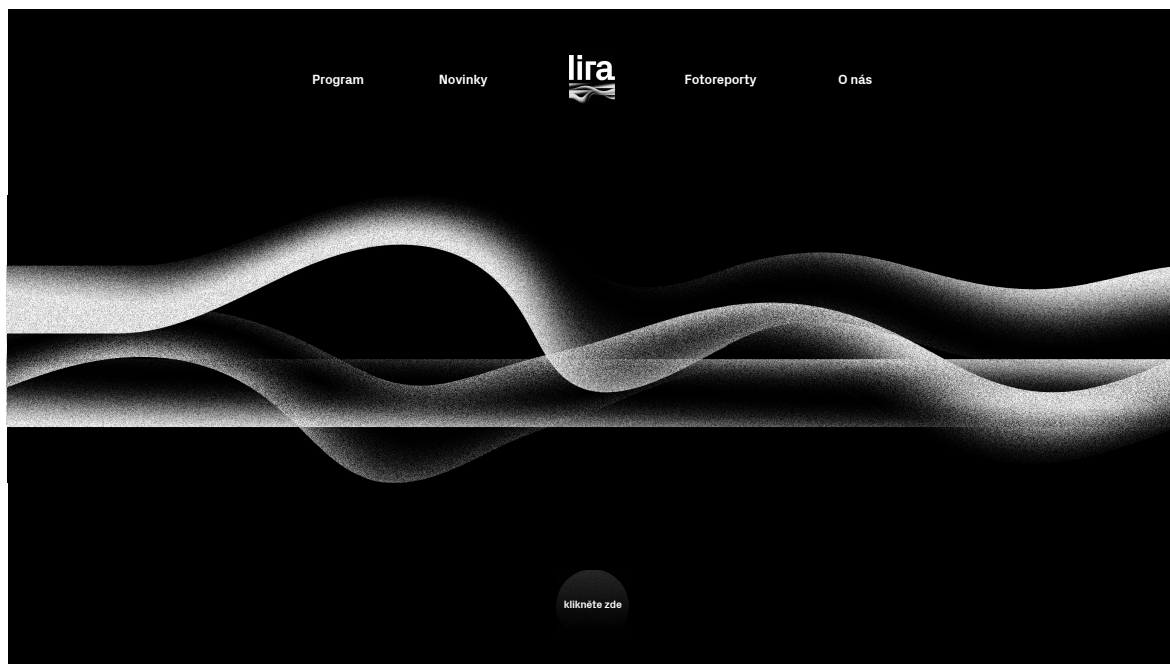 Program
Novinky
lira
Fotoreporty
O nás
klikněte zde